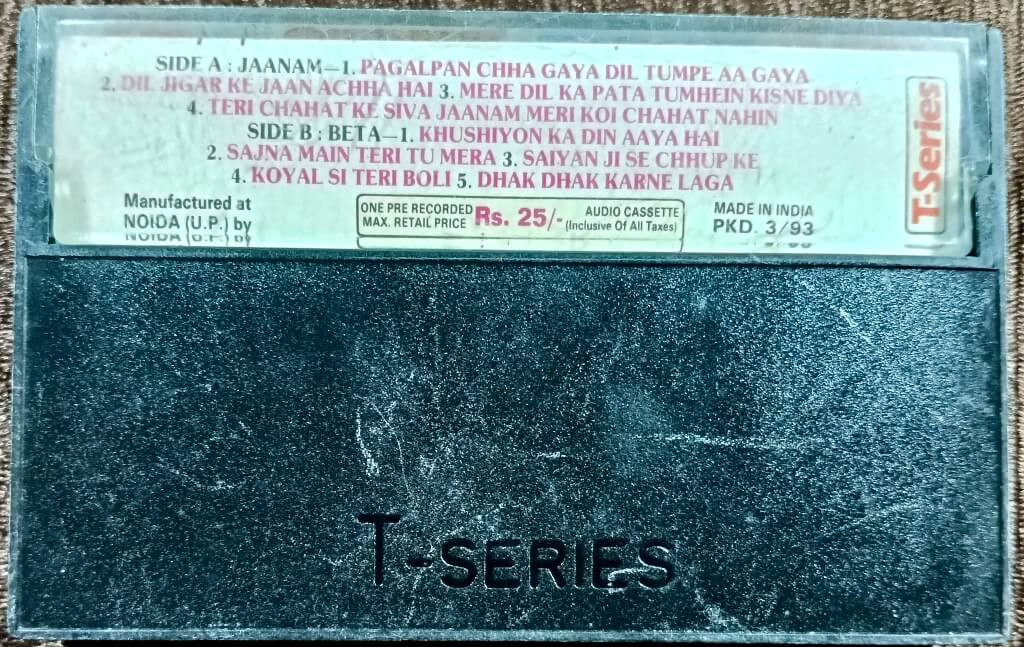 SIDE A : JAANAM—1. PAGALPAN CHHA GAYA DIL TUMPE AA GAYA
2. DIL JIGAR KE JAAN ACHHA HAI 3. MERE DIL KA PATA TUMHEIN KISNE DIYA
4. TERI CHAHAT KE SIVA JAANAM MERI KOI CHAHAT NAHIN
SIDE B : BETA—1. KHUSHIYON KA DIN AAYA HAI
2. SAJNA MAIN TERI TU MERA 3. SAIYAN JI SE CHHUP KE
4. KOYAL SI TERI BOLI 5. DHAK DHAK KARNE LAGA
T-Series
Manufactured at
NOIDA (U.P.) by
ONE PRE RECORDED
MAX. RETAIL PRICE
Rs. 25/-
AUDIO CASSETTE
(Inclusive Of All Taxes)
MADE IN INDIA
PKD. 3/93
T-SERIES